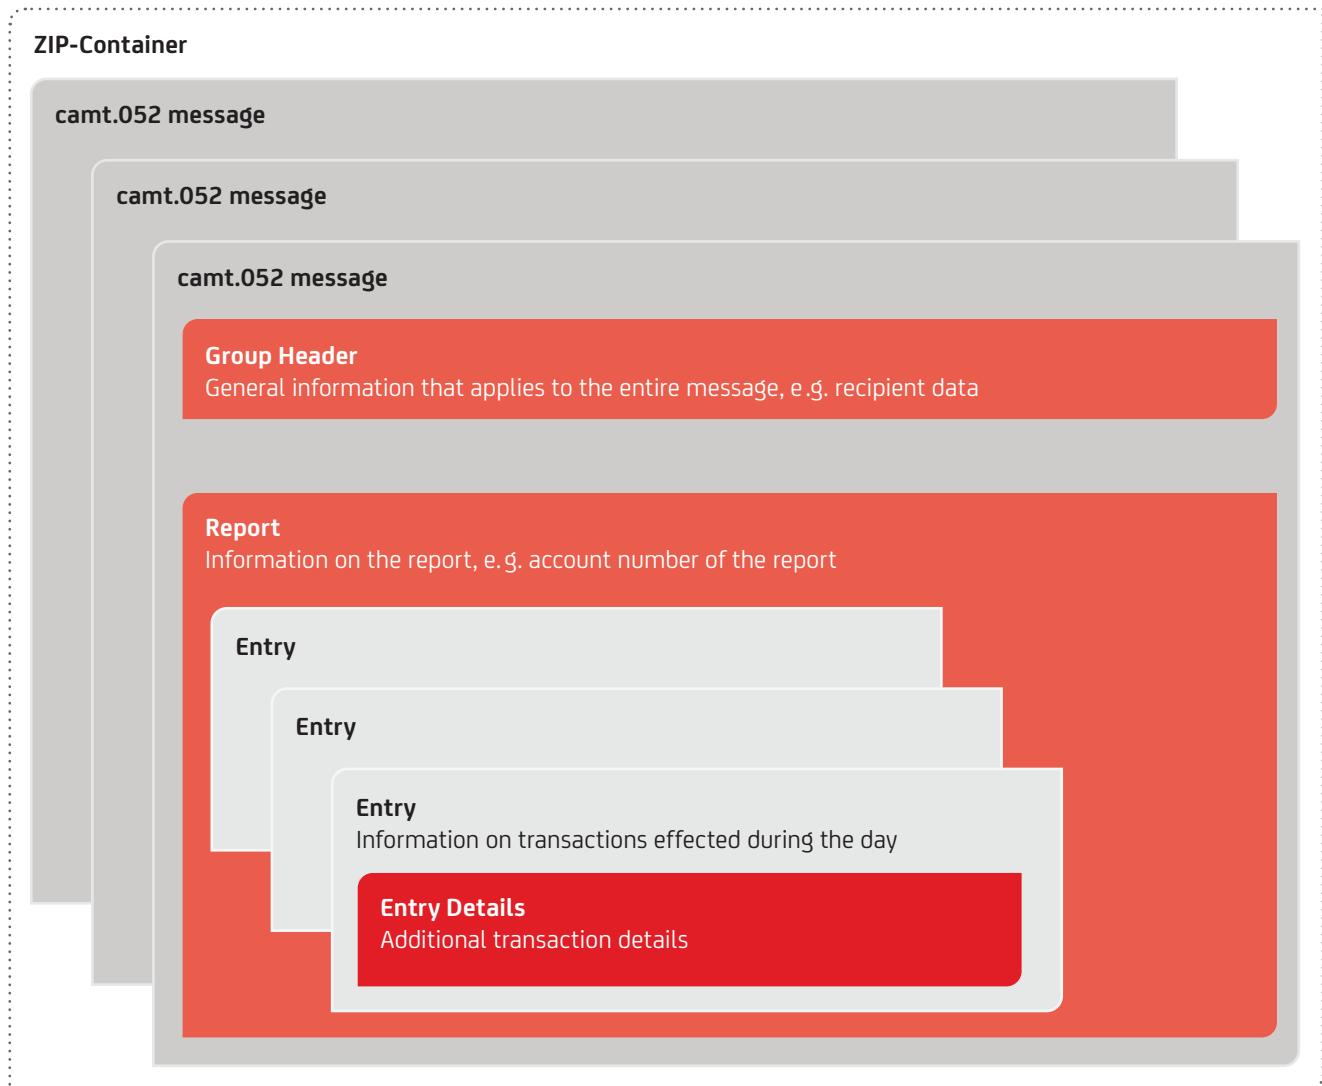 ZIP-Container
camt.052 message
camt.052 message
camt.052 message
Group Header
General information that applies to the entire message, e.g. recipient data
Report
Information on the report, e.g. account number of the report
Entry
Entry
Entry
Information on transactions effected during the day
Entry Details
Additional transaction details